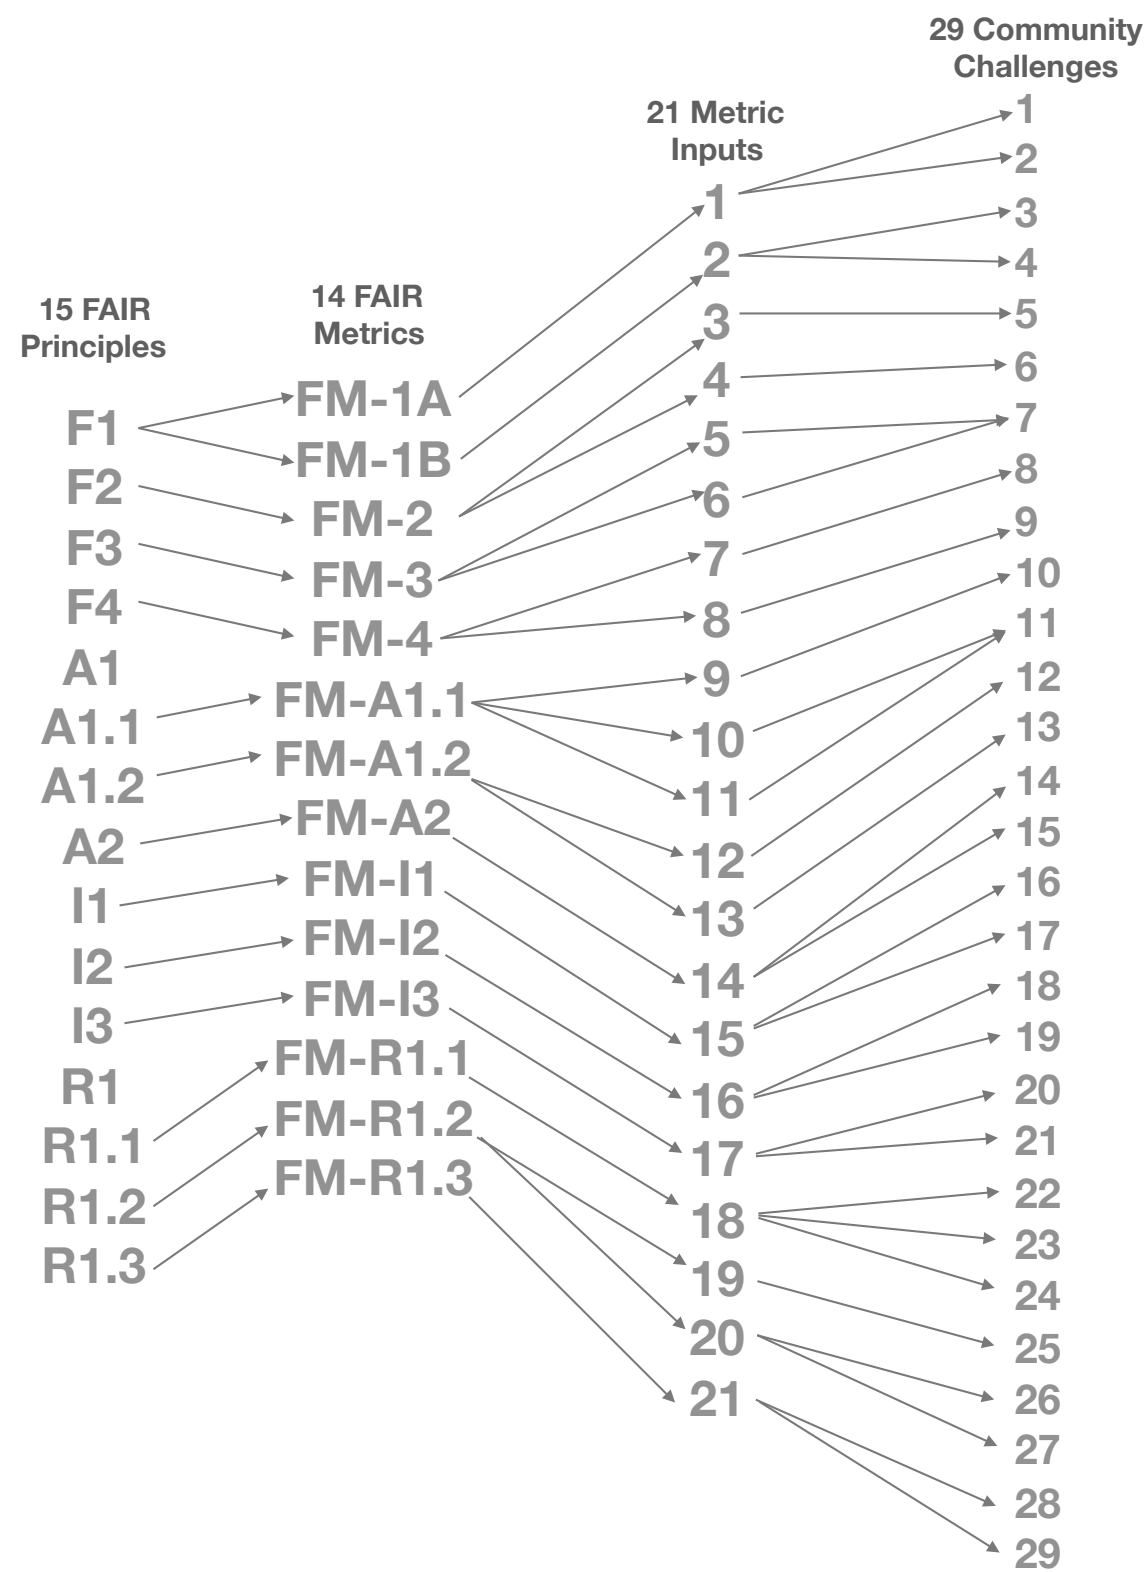 15 FAIR
Principles
F1
F2
F3
F4
A1
A1.1
A1.2
A2
I1
I2
I3
R1
R1.1
R1.2
R1.3
14 FAIR
Metrics
FM-1A
FM-1B
FM-2
FM-3
FM-4
FM-A1.1
FM-A1.2
FM-A2
FM-I1
FM-I2
FM-I3
FM-R1.1
FM-R1.2
FM-R1.3
21 Metric
Inputs
1
2
3
4
5
6
7
8
9
10
11
12
13
14
15
16
17
18
19
20
21
29 Community
Challenges
1
2
3
4
5
6
7
8
9
10
11
12
13
14
15
16
17
18
19
20
21
22
23
24
25
26
27
28
29